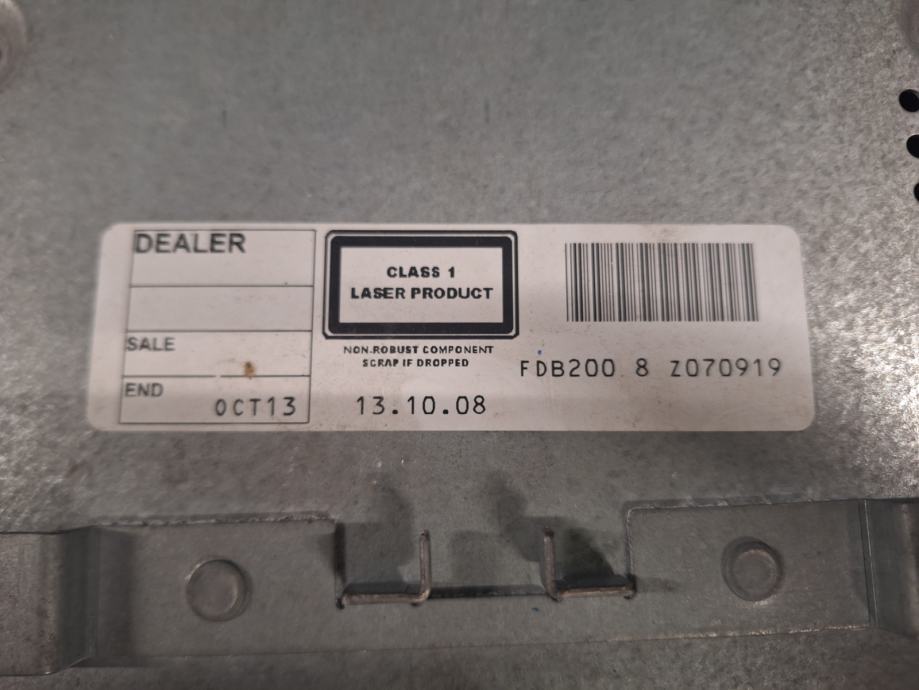 DEALER
SALE
END
OCT13
CLASS 1
LASER PRODUCT
NON.ROBUST COMPONENT
SCRAP IF DROPPED
13.10.08
FDB200 8 Z070919